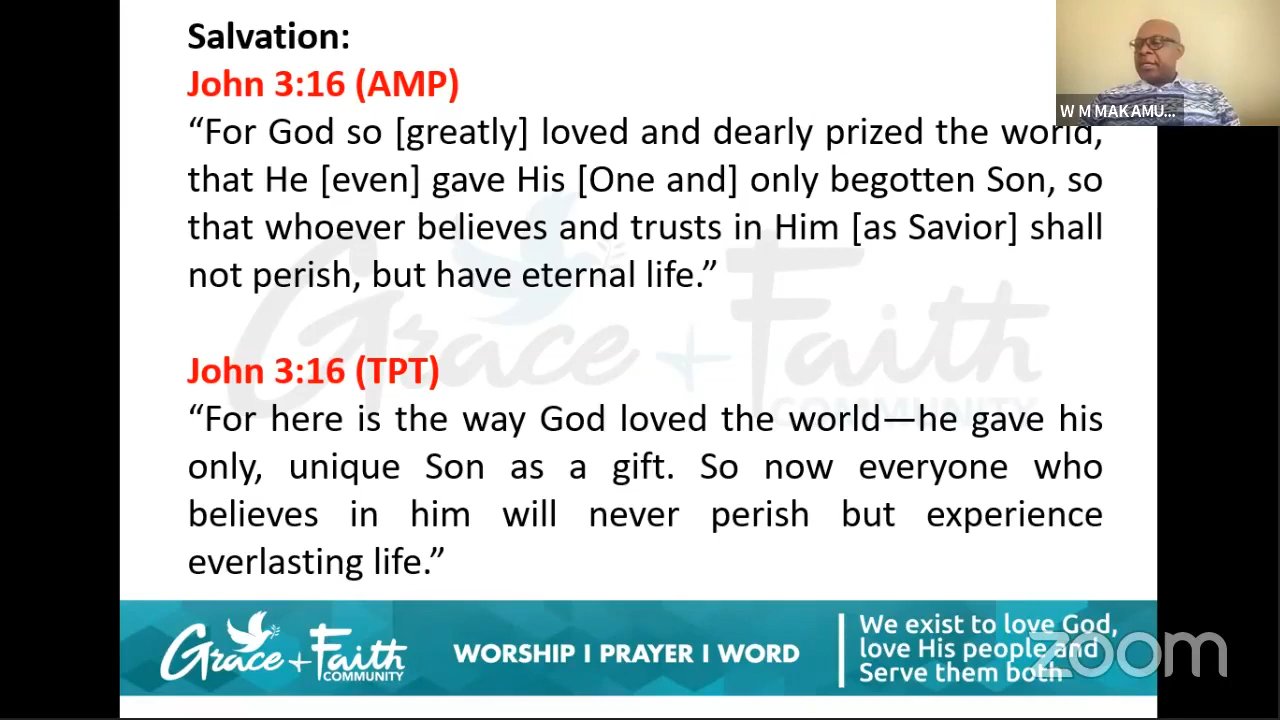 Salvation:
John 3:16 (AMP)
“For God so [greatly] loved and dearly prized the world,
that He [even] gave His [One and] only begotten Son, so
that whoever believes and trusts in Him [as Savior] shall
not perish, but have eternal life.”
John 3:16 (TPT)
“For here is the way God loved the world—he gave his
only, unique Son as a gift. So now everyone who
believes in him will never perish but experience
everlasting life.”
W M MAKAMU...
Grace + Faith
COMMUNITY
Grace + Faith
COMMUNITY
WORSHIP I PRAYER I WORD
We exist to love God,
love His people and
Serve them both
zoom